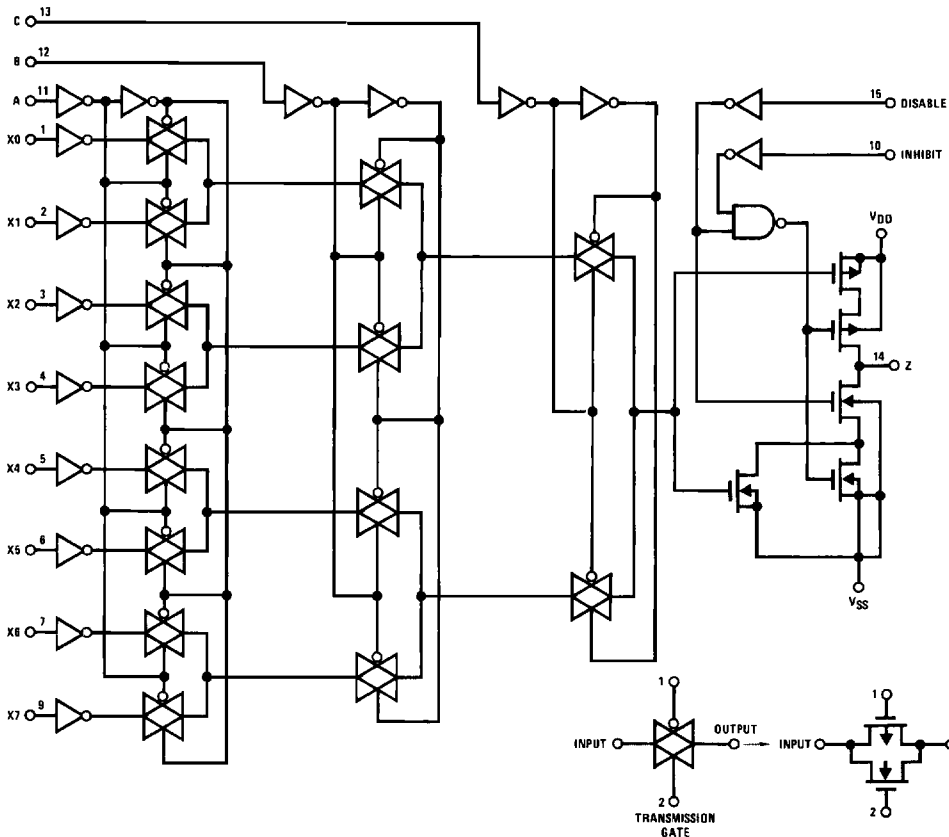 C 13
B 12
A 11
X0 1
X1 2
X2 3
X3 4
X4 5
X5 6
X6 7
X7 9
15 DISABLE
10 INHIBIT
VDD
14 Z
VSS
1
INPUT OUTPUT
2
TRANSMISSION
GATE
1
INPUT
2